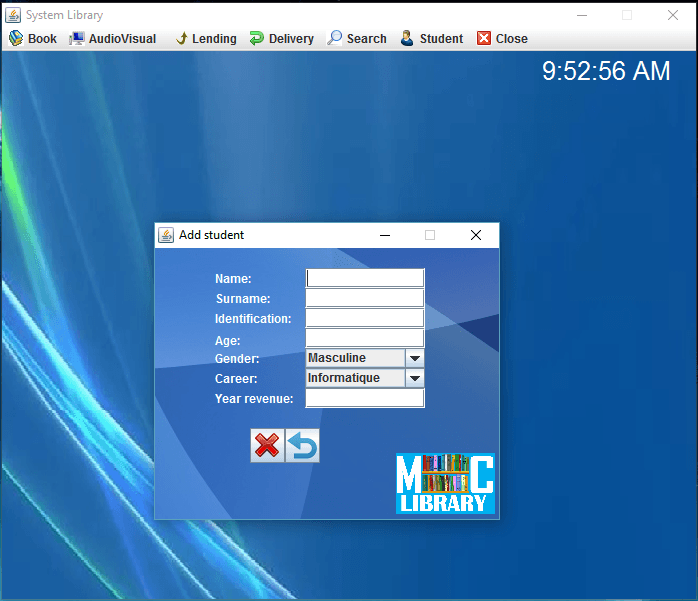 System Library
Book AudioVisual Lending Delivery Search Student Close
9:52:56 AM
Add student
Name:
Surname:
Identification:
Age:
Gender: Masculine
Career: Informatique
Year revenue:
M C
LIBRARY